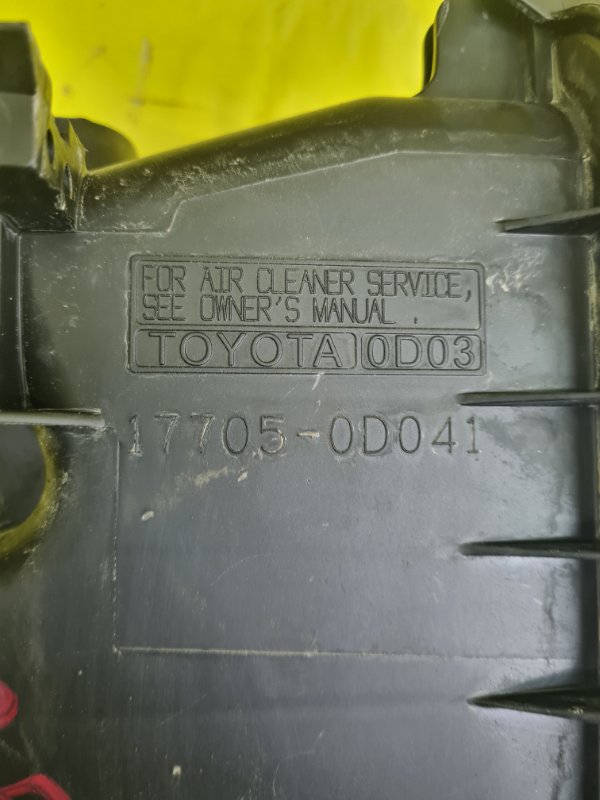 FOR AIR CLEANER SERVICE,
SEE OWNER'S MANUAL.
TOYOTA 0D03
17705-0D041